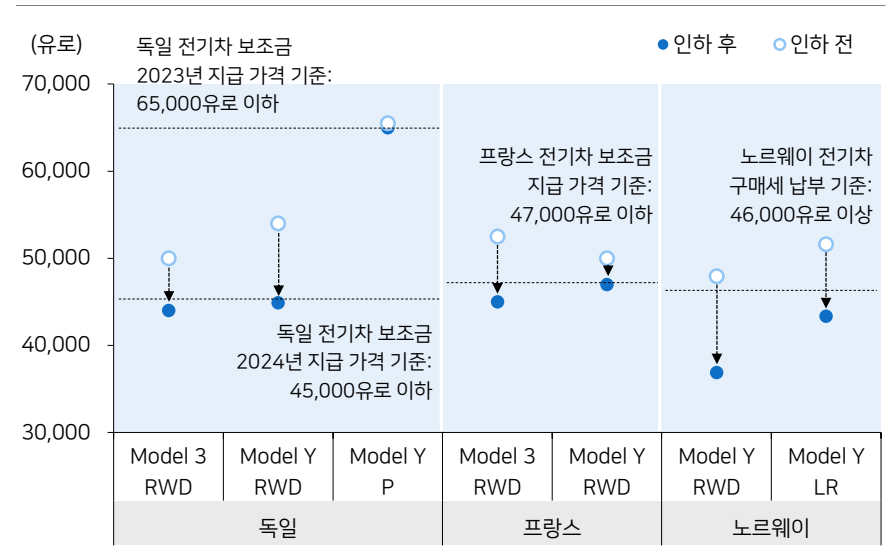 (유로)
인하 후
인하 전
독일 전기차 보조금
2023년 지급 가격 기준:
65,000유로 이하
70,000
60,000
50,000
40,000
30,000
프랑스 전기차 보조금
지급 가격 기준:
47,000유로 이하
노르웨이 전기차
구매세 납부 기준:
46,000유로 이상
독일 전기차 보조금
2024년 지급 가격 기준:
45,000유로 이하
Model 3
RWD
Model Y
RWD
Model Y
P
Model 3
RWD
Model Y
RWD
Model Y
RWD
Model Y
LR
독일
프랑스
노르웨이